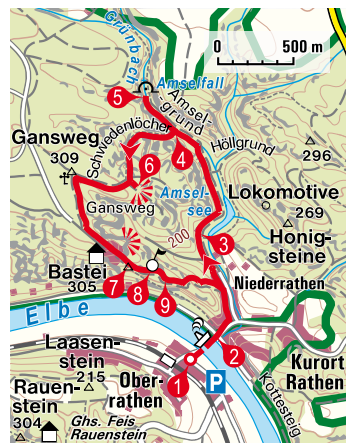 Grünbach
0 500 m
Amselfall
5
Amsel-
grund
Schwedenlöcher
Gansweg
309
Höllgrund
4
296
6
Amsel-
see
Lokomotive
269
Gansweg
200
3
Honig-
steine
Bastei
305
Niederrathen
7
8
9
Elbe
Laasen-
stein
215
2
Kurort
Rathen
1
Ober-
rathen
P
Kottesteig
Rauen-
stein
304
Ghs. Feis
Rauenstein